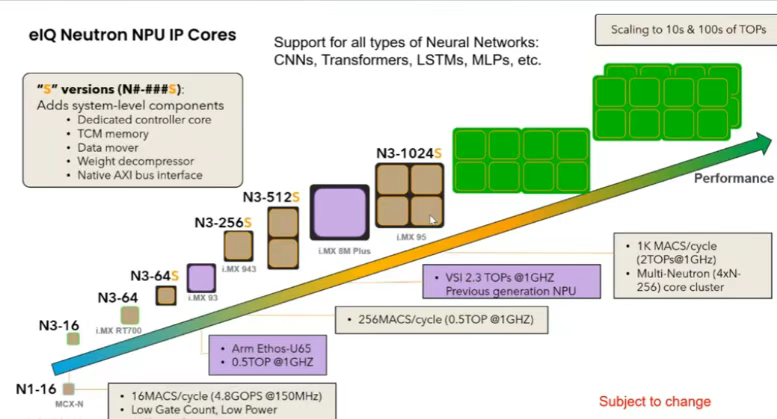 eIQ Neutron NPU IP Cores
Support for all types of Neural Networks:
CNNs, Transformers, LSTMs, MLPs, etc.
Scaling to 10s & 100s of TOPs
"S" versions (N#-###S):
Adds system-level components
• Dedicated controller core
• TCM memory
• Data mover
• Weight decompressor
• Native AXI bus interface
N3-1024S
i.MX 95
Performance
N3-512S
i.MX 8M Plus
N3-256S
i.MX 943
N3-64S
i.MX 93
N3-64
i.MX RT700
N3-16
N1-16
MCX-N
• 1K MACS/cycle
(2TOPs@1GHz)
• Multi-Neutron (4xN-
256) core cluster
• VSI 2.3 TOPs @1GHZ
Previous generation NPU
• 256MACS/cycle (0.5TOP @1GHZ)
• Arm Ethos-U65
• 0.5TOP @1GHZ
• 16MACS/cycle (4.8GOPS @150MHz)
• Low Gate Count, Low Power
Subject to change